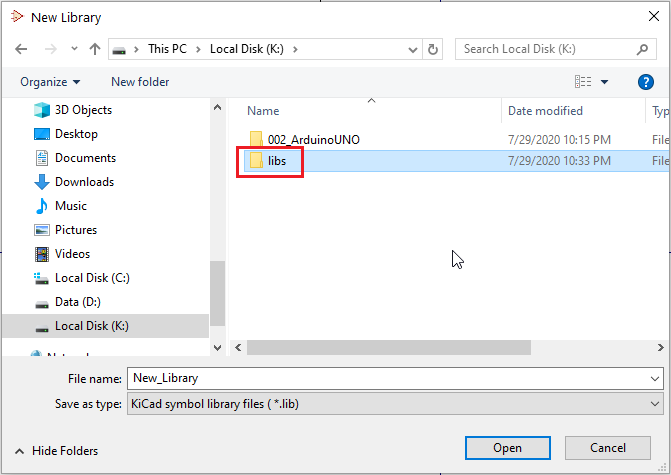 New Library
This PC > Local Disk (K:) >
Search Local Disk (K:)
Organize
New folder
?
Name
Date modified
Typ
3D Objects
Desktop
Documents
Downloads
Music
Pictures
Videos
Local Disk (C:)
Data (D:)
Local Disk (K:)
002_ArduinoUNO 7/29/2020 10:15 PM File
libs 7/29/2020 10:33 PM File
File name: New_Library
Save as type: KiCad symbol library files ( *.lib)
Hide Folders
Open
Cancel